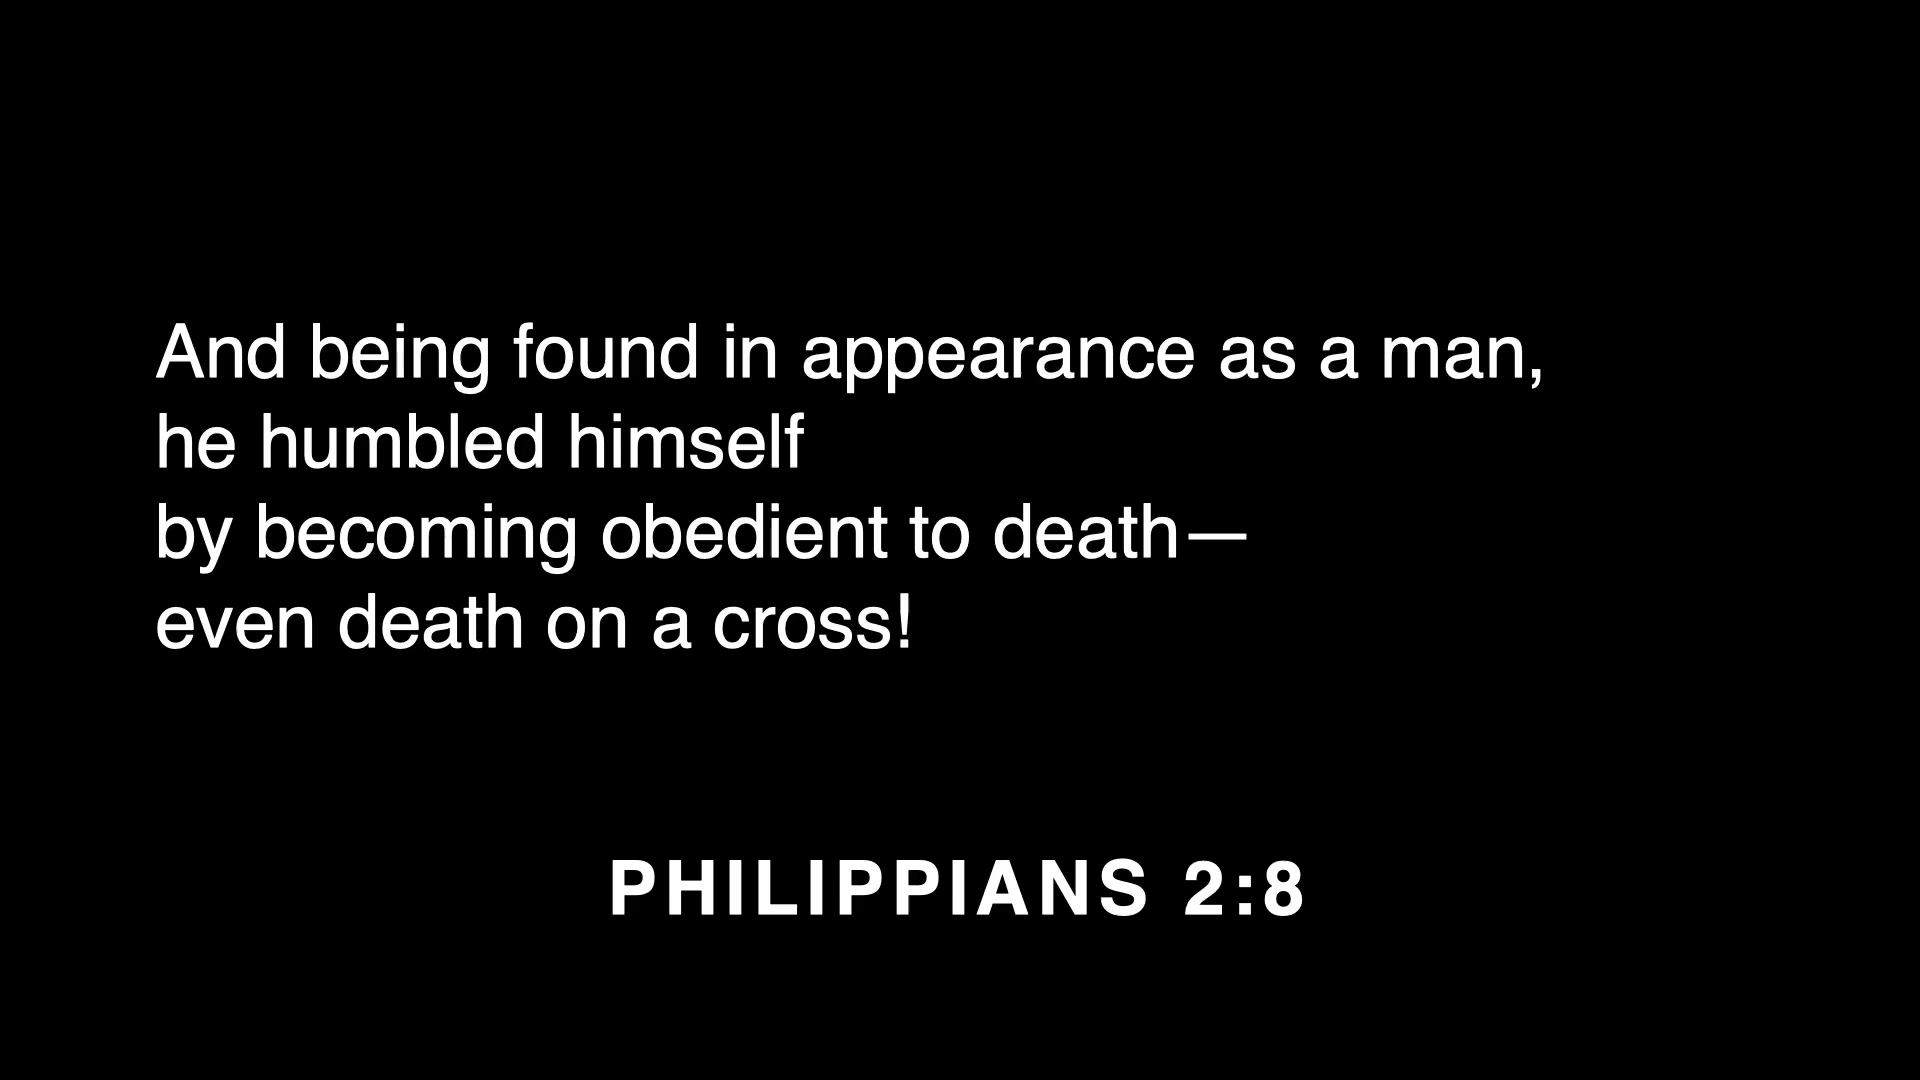 And being found in appearance as a man,
he humbled himself
by becoming obedient to death—
even death on a cross!
PHILIPPIANS 2:8